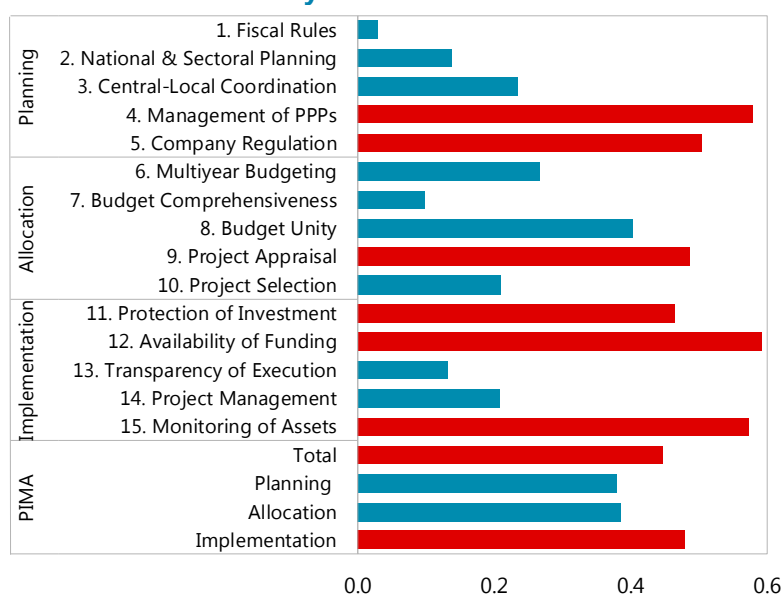 1. Fiscal Rules
2. National & Sectoral Planning
3. Central-Local Coordination
4. Management of PPPs
5. Company Regulation
Planning
6. Multiyear Budgeting
7. Budget Comprehensiveness
8. Budget Unity
9. Project Appraisal
10. Project Selection
Allocation
11. Protection of Investment
12. Availability of Funding
13. Transparency of Execution
14. Project Management
15. Monitoring of Assets
Implementation
Total
Planning
Allocation
Implementation
PIMA
0.0 0.2 0.4 0.6